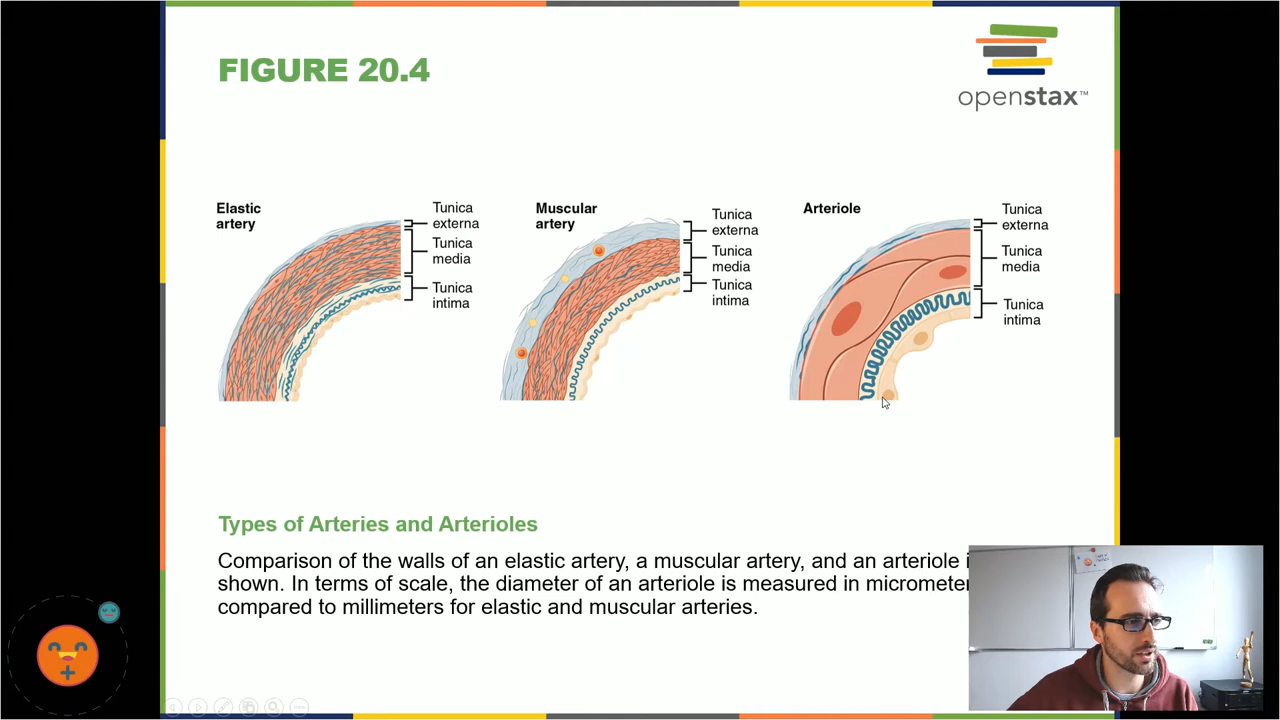 FIGURE 20.4
openstax™
Elastic
artery
Tunica
externa
Tunica
media
Tunica
intima
Muscular
artery
Tunica
externa
Tunica
media
Tunica
intima
Arteriole
Tunica
externa
Tunica
media
Tunica
intima
Types of Arteries and Arterioles
Comparison of the walls of an elastic artery, a muscular artery, and an arteriole
shown. In terms of scale, the diameter of an arteriole is measured in
compared to millimeters for elastic and muscular arteries.